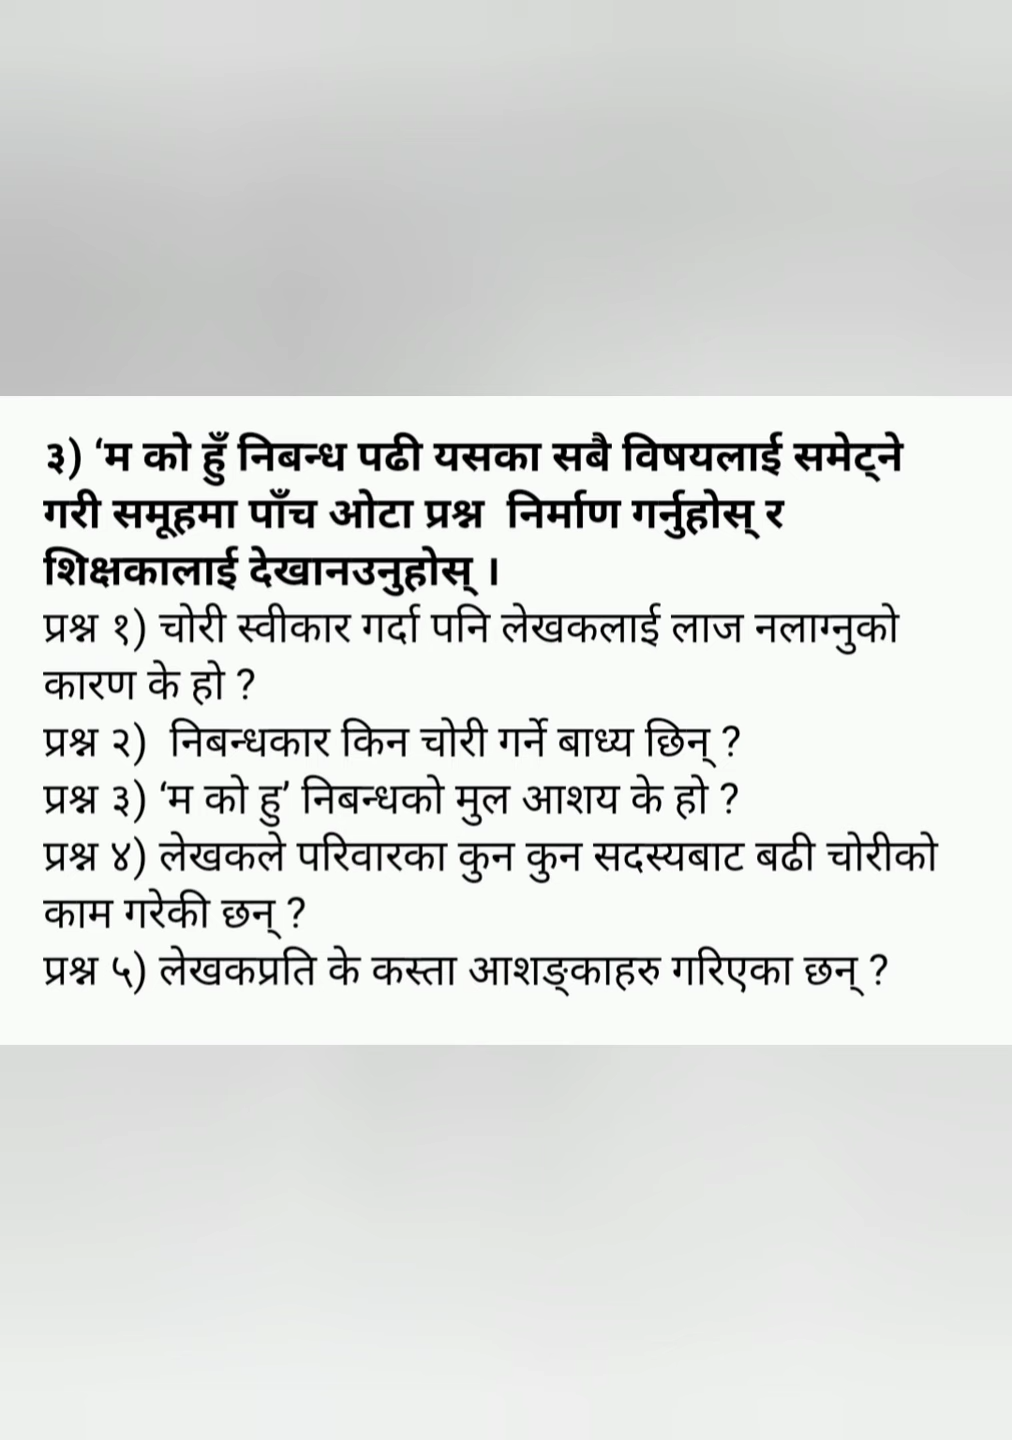 ३) ‘म को हुँ निबन्ध पढी यसका सबै विषयलाई समेट्ने
गरी समूहमा पाँच ओटा प्रश्न  निर्माण गर्नुहोस् र
शिक्षकालाई देखानउनुहोस् ।
प्रश्न १) चोरी स्वीकार गर्दा पनि लेखकलाई लाज नलाग्नुको
कारण के हो ?
प्रश्न २)  निबन्धकार किन चोरी गर्ने बाध्य छिन् ?
प्रश्न ३) ‘म को हु’ निबन्धको मुल आशय के हो ?
प्रश्न ४) लेखकले परिवारका कुन कुन सदस्यबाट बढी चोरीको
काम गरेकी छन् ?
प्रश्न ५) लेखकप्रति के कस्ता आशङ्काहरु गरिएका छन् ?